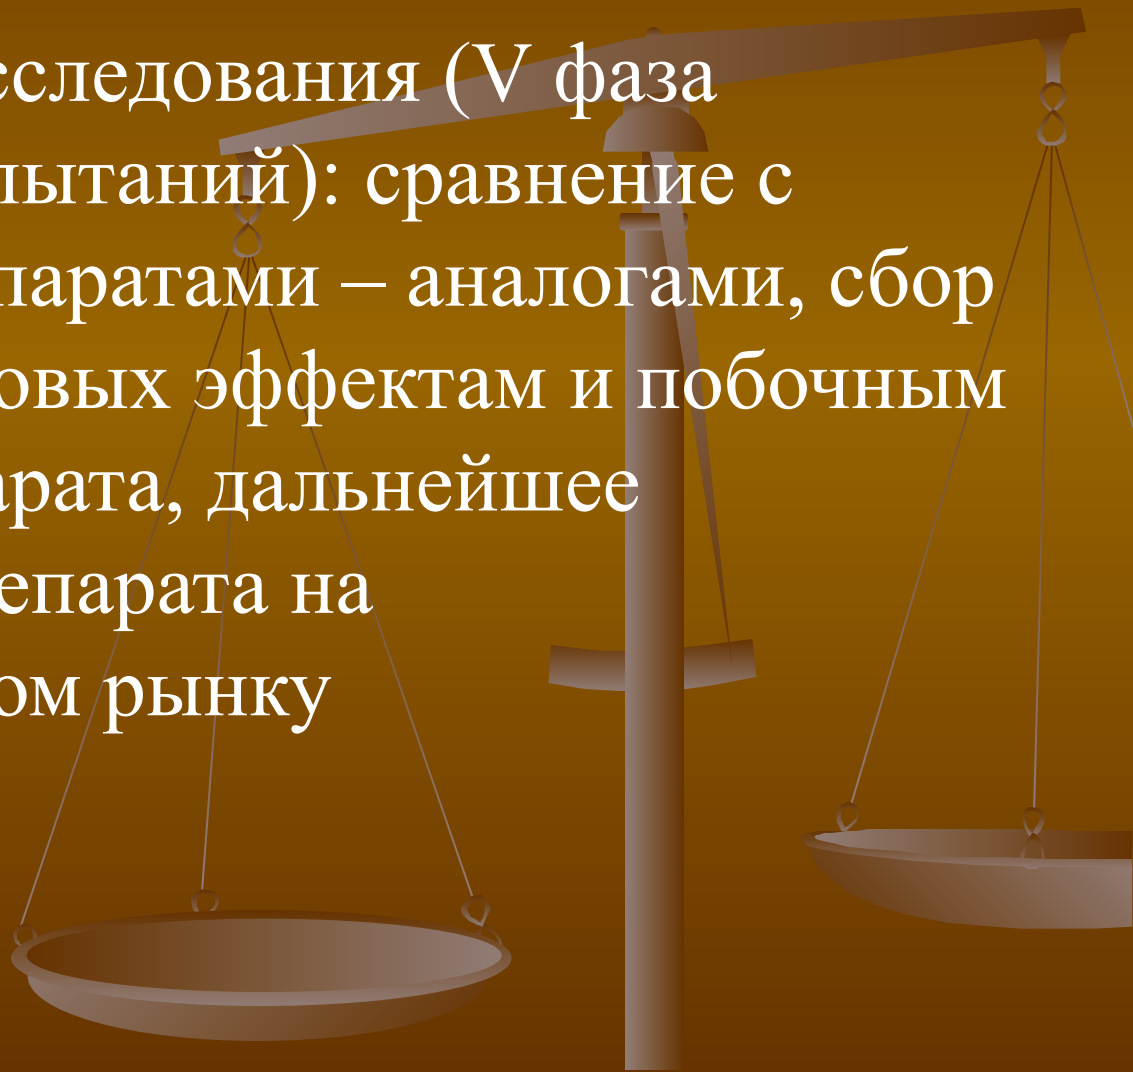 сследования (V фаза
пытаний): сравнение с
паратами – аналогами, сбор
овых эффектам и побочным
арата, дальнейшее
епарата на
ом рынку